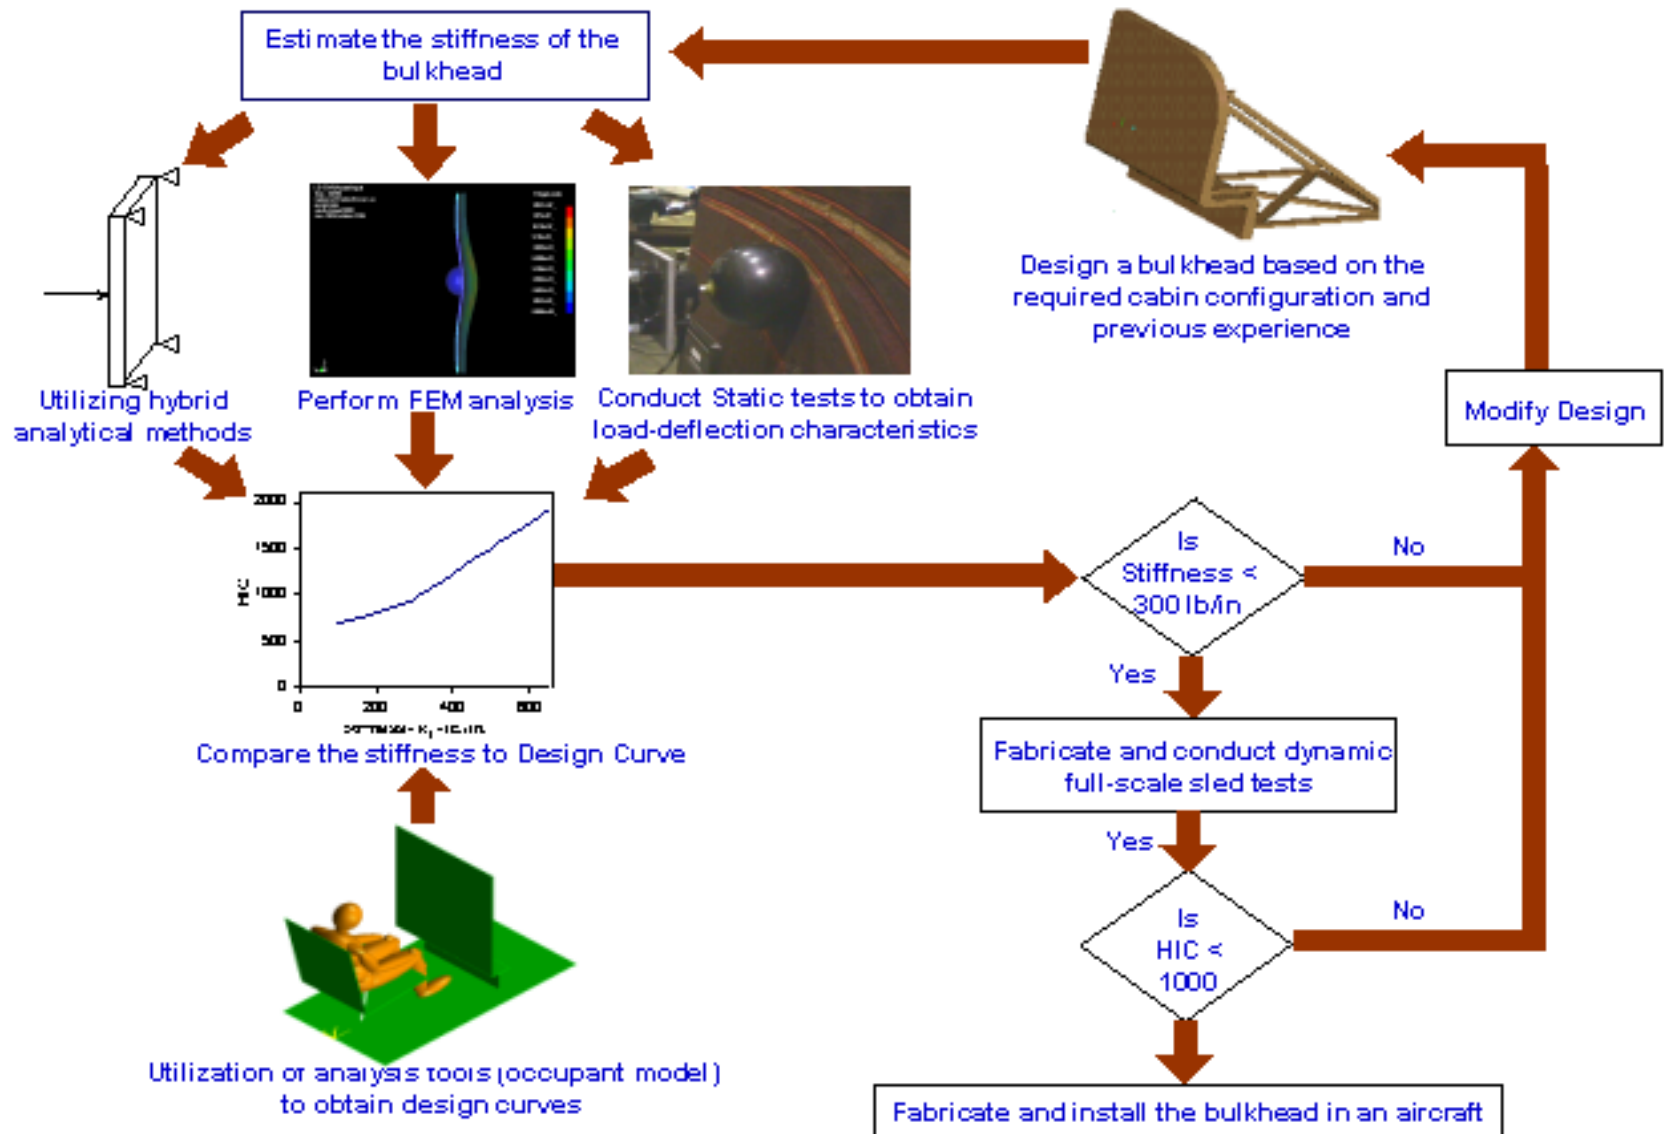 Estimate the stiffness of the
bulkhead
Design a bulkhead based on the
required cabin configuration and
previous experience
Utilizing hybrid
analytical methods
Perform FEM analysis
Conduct Static tests to obtain
load-deflection characteristics
Modify Design
2000
1500
1000
500
0
HIC
0
200
400
600
Compare the stiffness to Design Curve
Is
Stiffness <
300 lb/in
No
Yes
Fabricate and conduct dynamic
full-scale sled tests
Yes
Is
HIC <
1000
No
Utilization of analysis tools (occupant model)
to obtain design curves
Fabricate and install the bulkhead in an aircraft